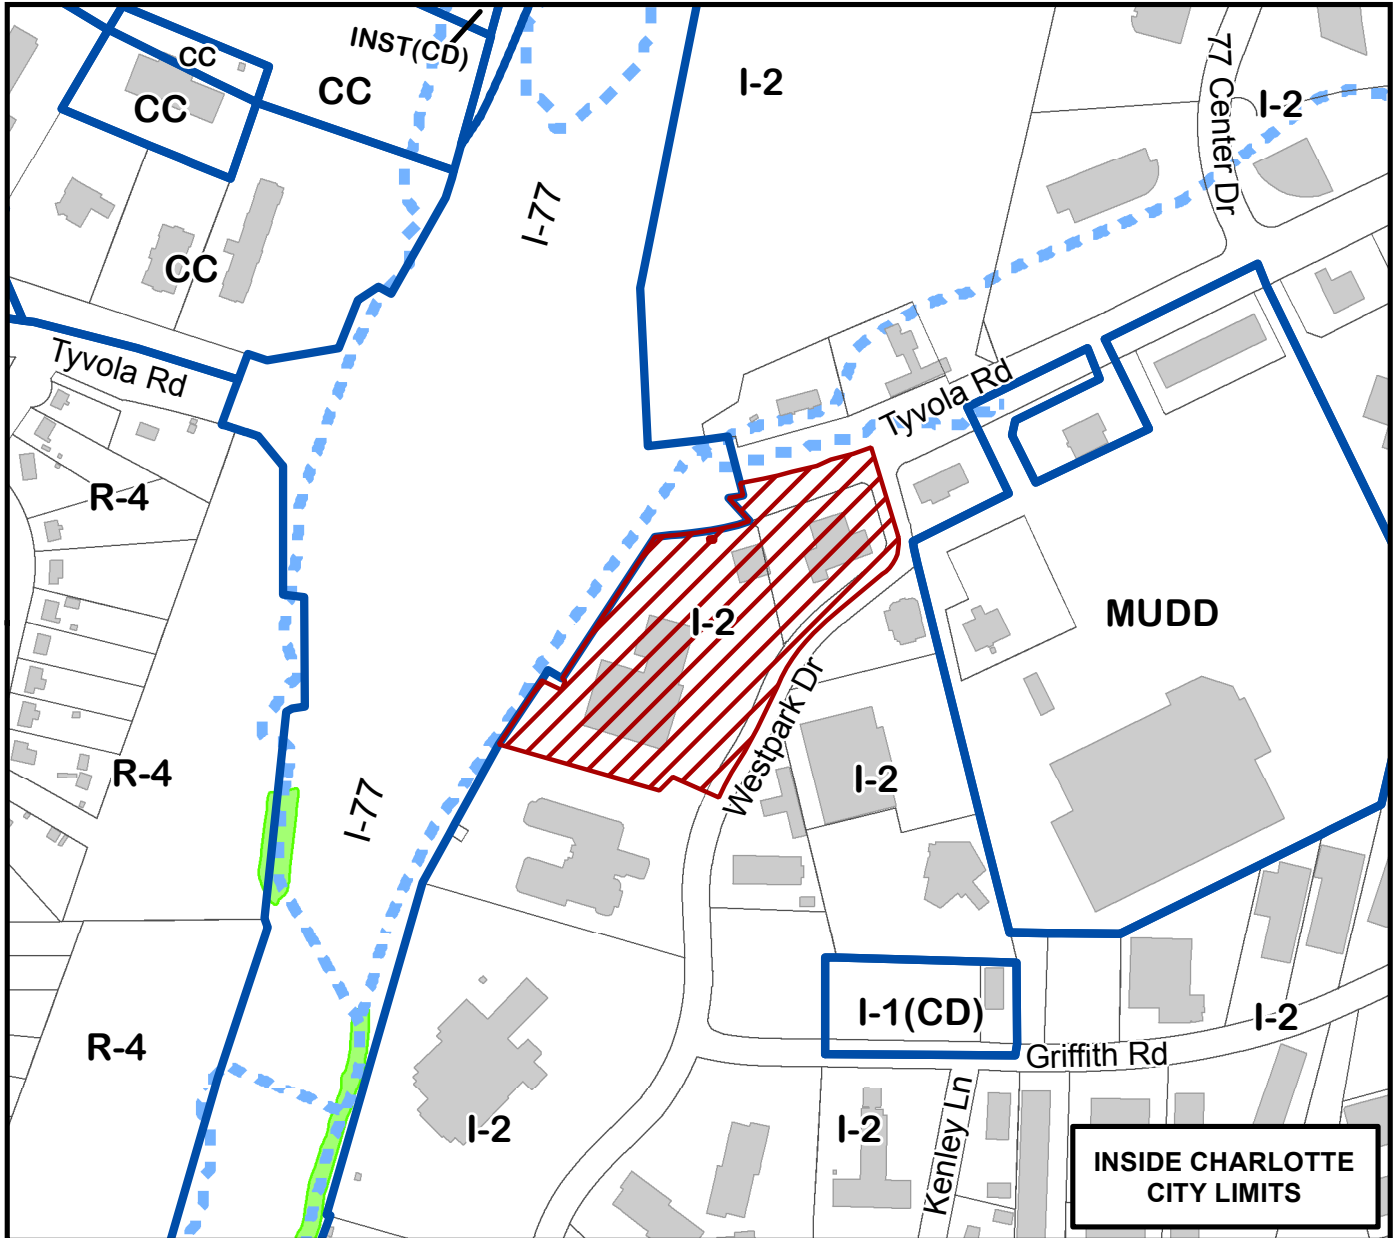 INST(CD)
CC
CC
CC
I-2
77 Center Dr
I-2
I-77
CC
Tyvola Rd
Tyvola Rd
R-4
I-2
MUDD
Westpark Dr
R-4
I-77
I-2
I-1(CD)
I-2
R-4
Griffith Rd
I-2
I-2
Kenley Ln
INSIDE CHARLOTTE
CITY LIMITS